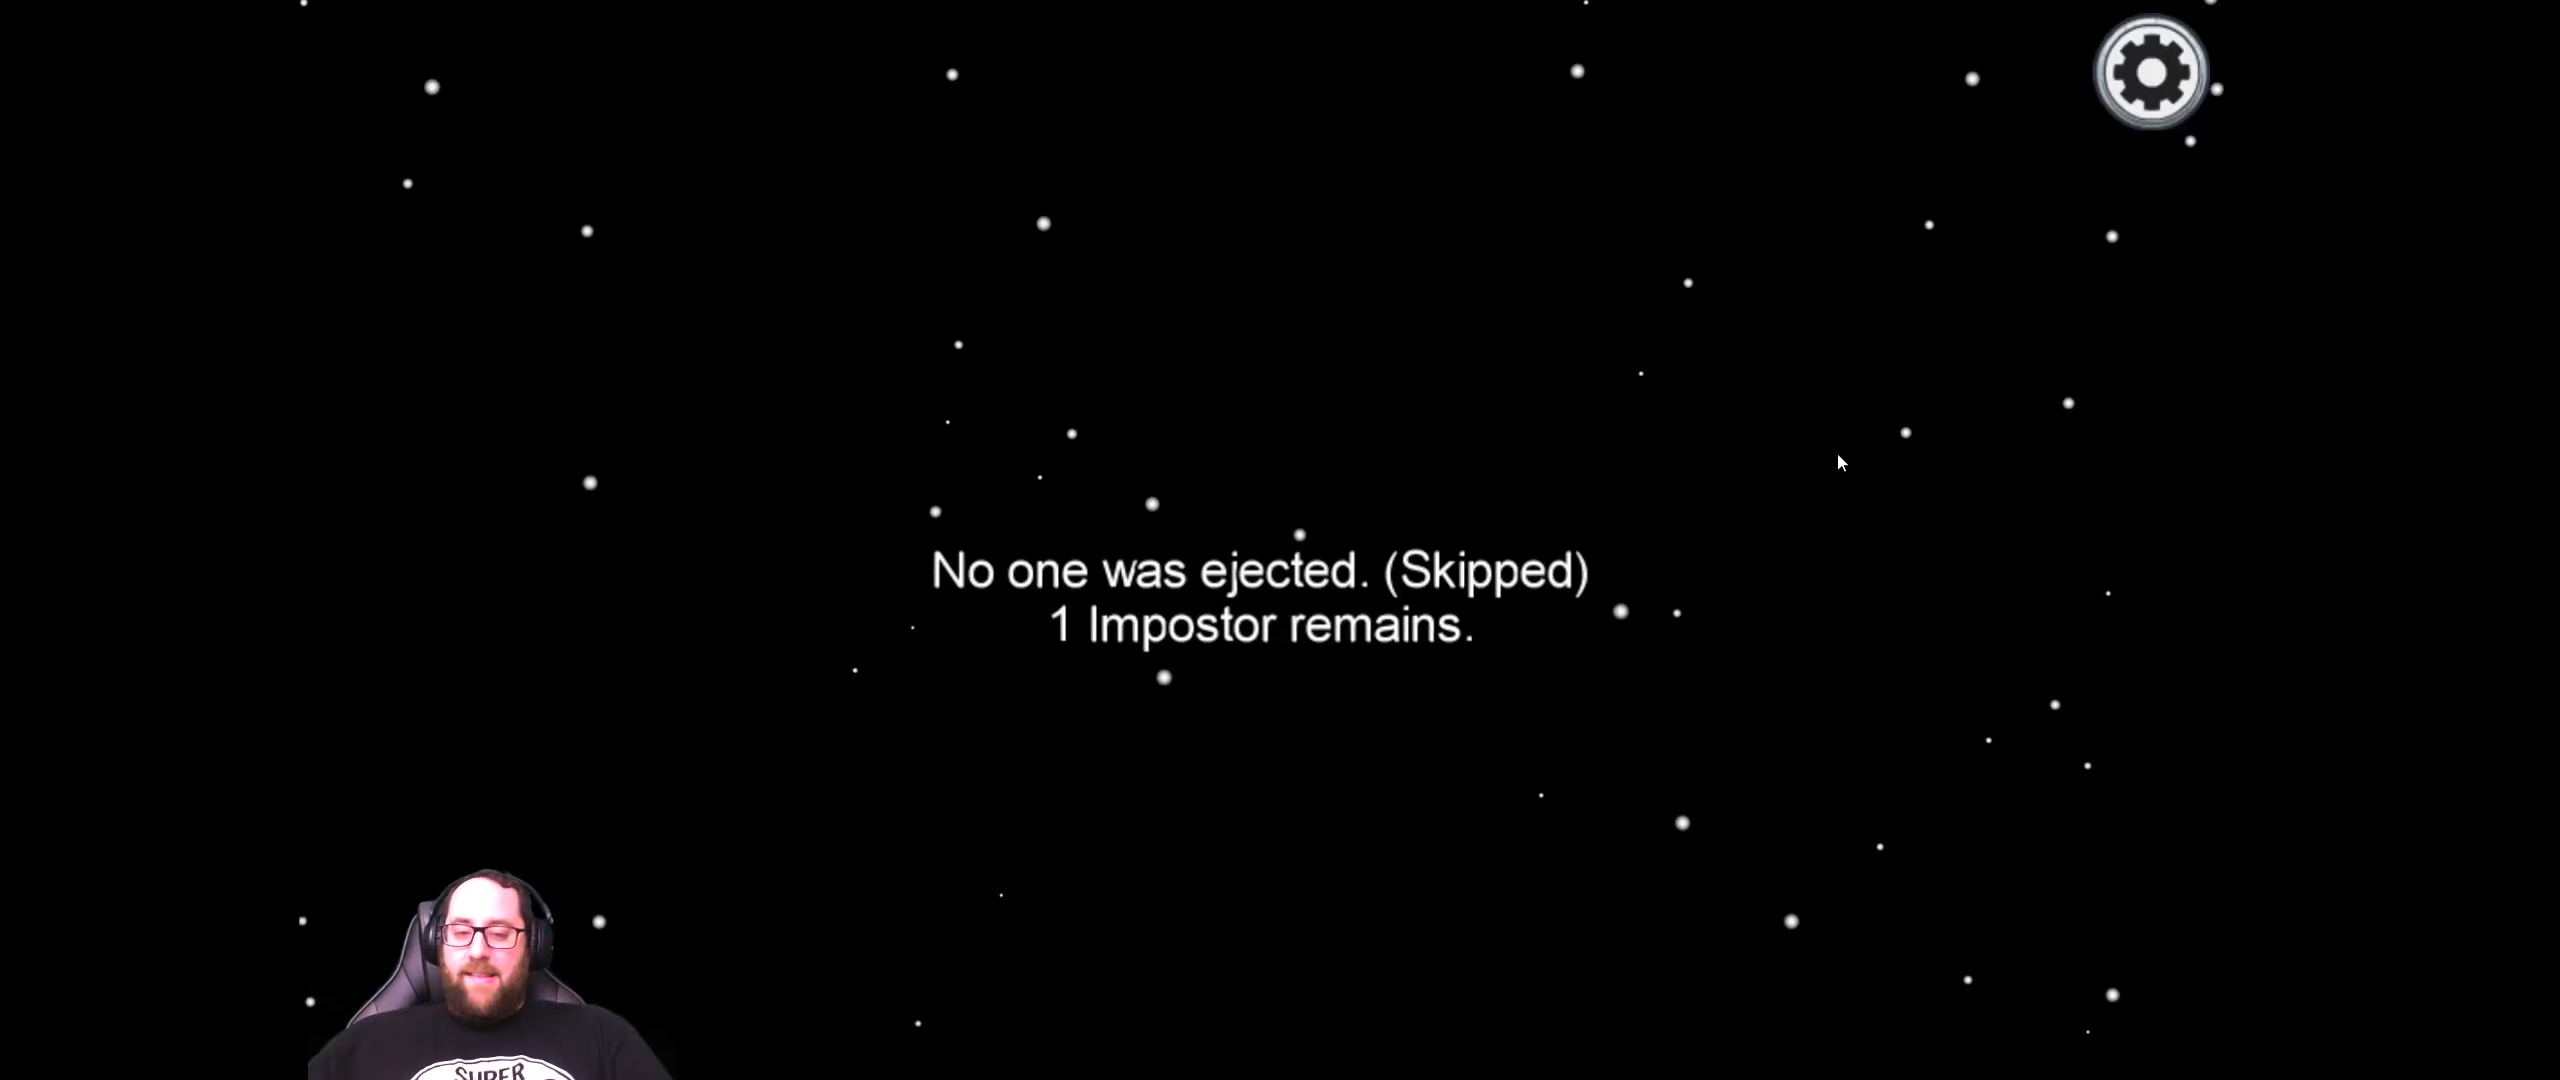 No one was ejected. (Skipped)
1 Impostor remains.
SUPER